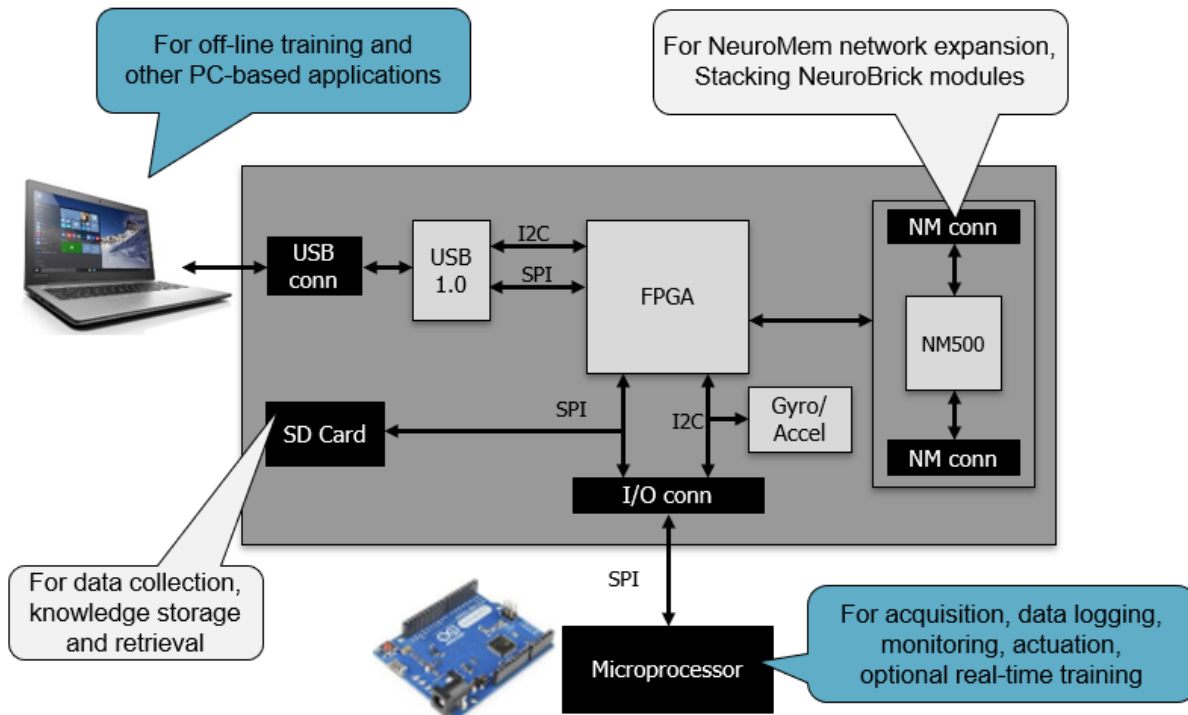 For off-line training and
other PC-based applications
For NeuroMem network expansion,
Stacking NeuroBrick modules
USB
conn
USB
1.0
I2C
SPI
FPGA
NM conn
NM500
NM conn
SD Card
SPI
I2C
Gyro/
Accel
I/O conn
For data collection,
knowledge storage
and retrieval
SPI
Microprocessor
For acquisition, data logging,
monitoring, actuation,
optional real-time training